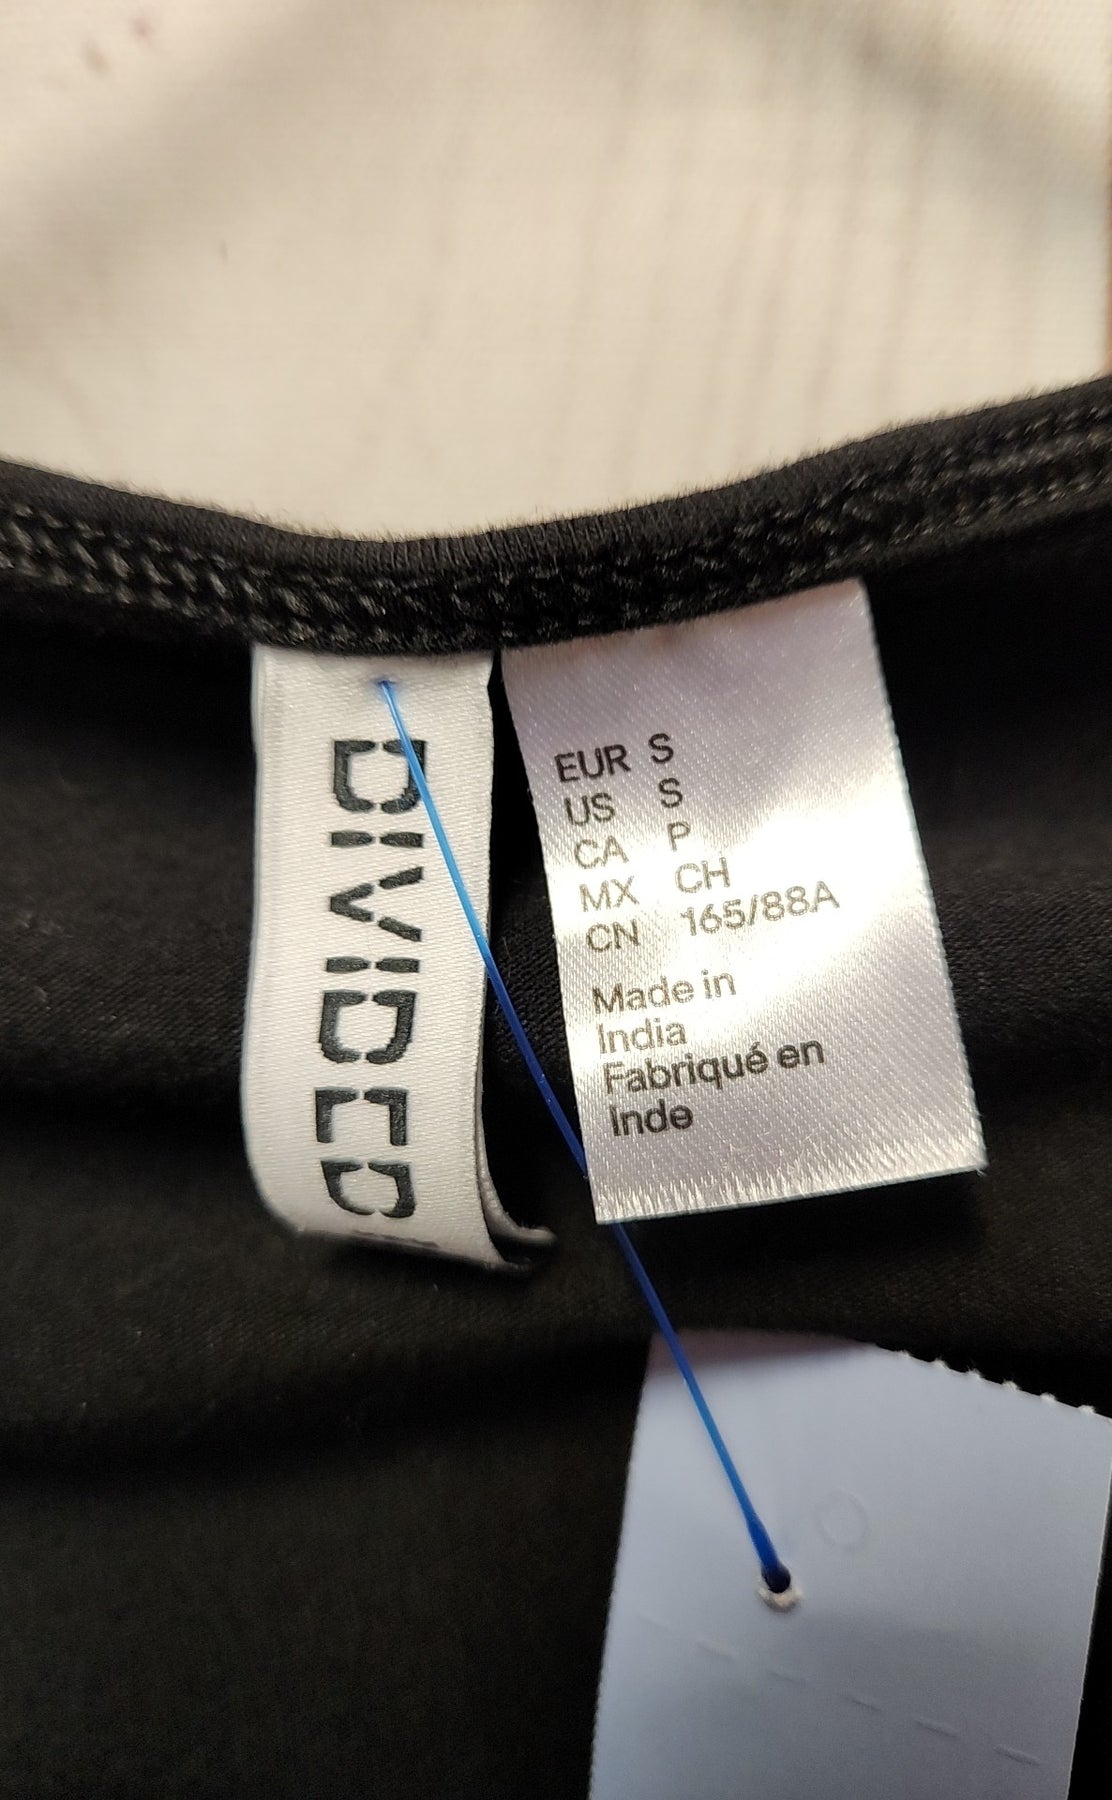 DIVIDED
EUR S
US S
CA P
MX CH
CN 165/88A
Made in
India
Fabriqué en
Inde